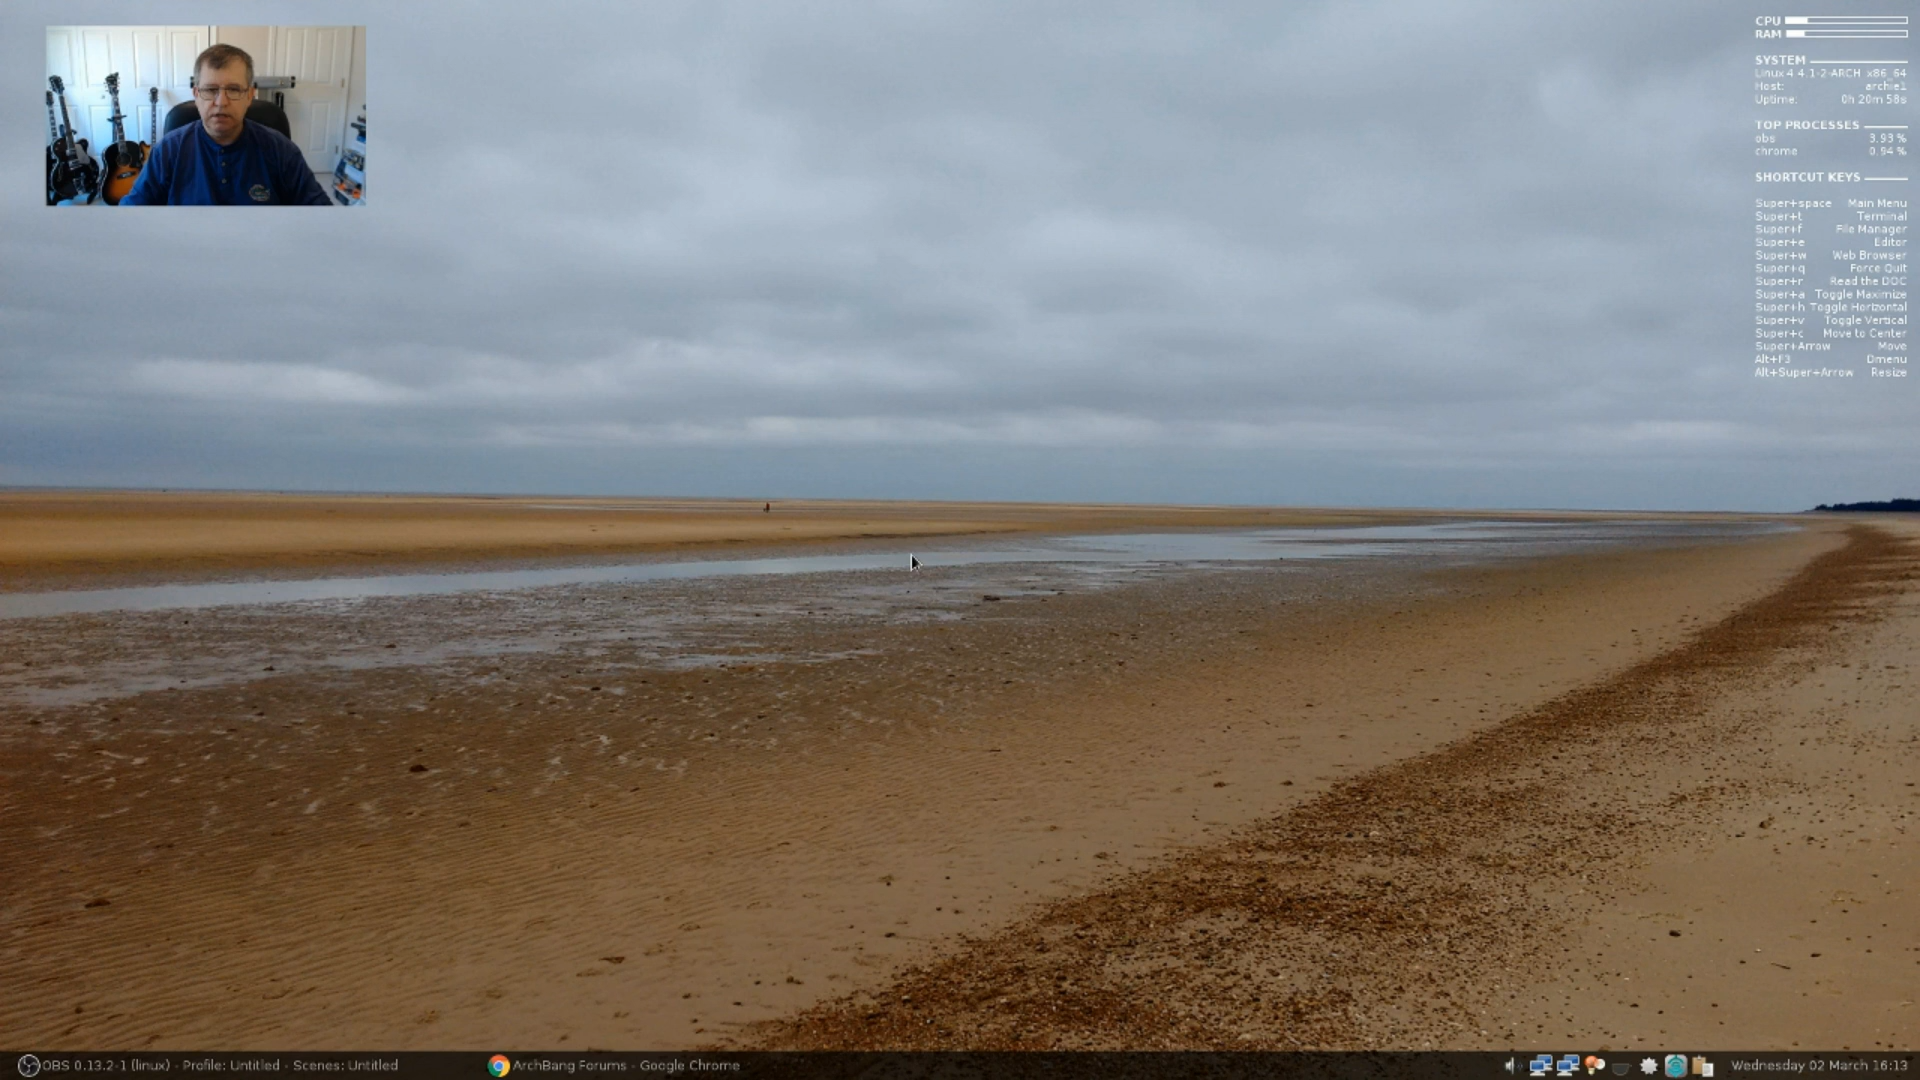 CPU
RAM
SYSTEM
Linux 4.4.1-2-ARCH x86_64
Host: archie1
Uptime: 0h 20m 58s
TOP PROCESSES
obs 3.93 %
chrome 0.94 %
SHORTCUT KEYS
Super+space Main Menu
Super+t Terminal
Super+f File Manager
Super+e Editor
Super+w Web Browser
Super+q Force Quit
Super+r Read the DOC
Super+a Toggle Maximize
Super+h Toggle Horizontal
Super+v Toggle Vertical
Super+c Move to Center
Super+Arrow Move
Alt+F3 Dmenu
Alt+Super+Arrow Resize
OBS 0.13.2-1 (linux) - Profile: Untitled - Scenes: Untitled
ArchBang Forums - Google Chrome
Wednesday 02 March 16:13